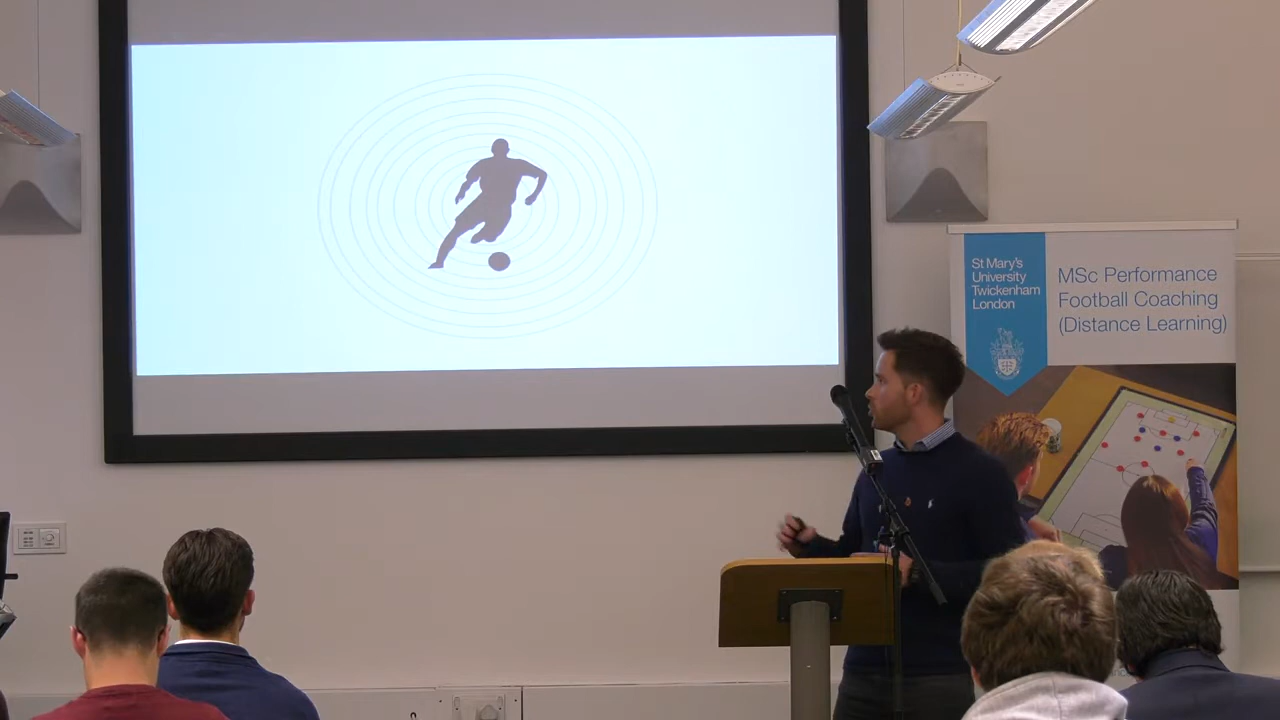 St Mary's
University
Twickenham
London
MSc Performance
Football Coaching
(Distance Learning)